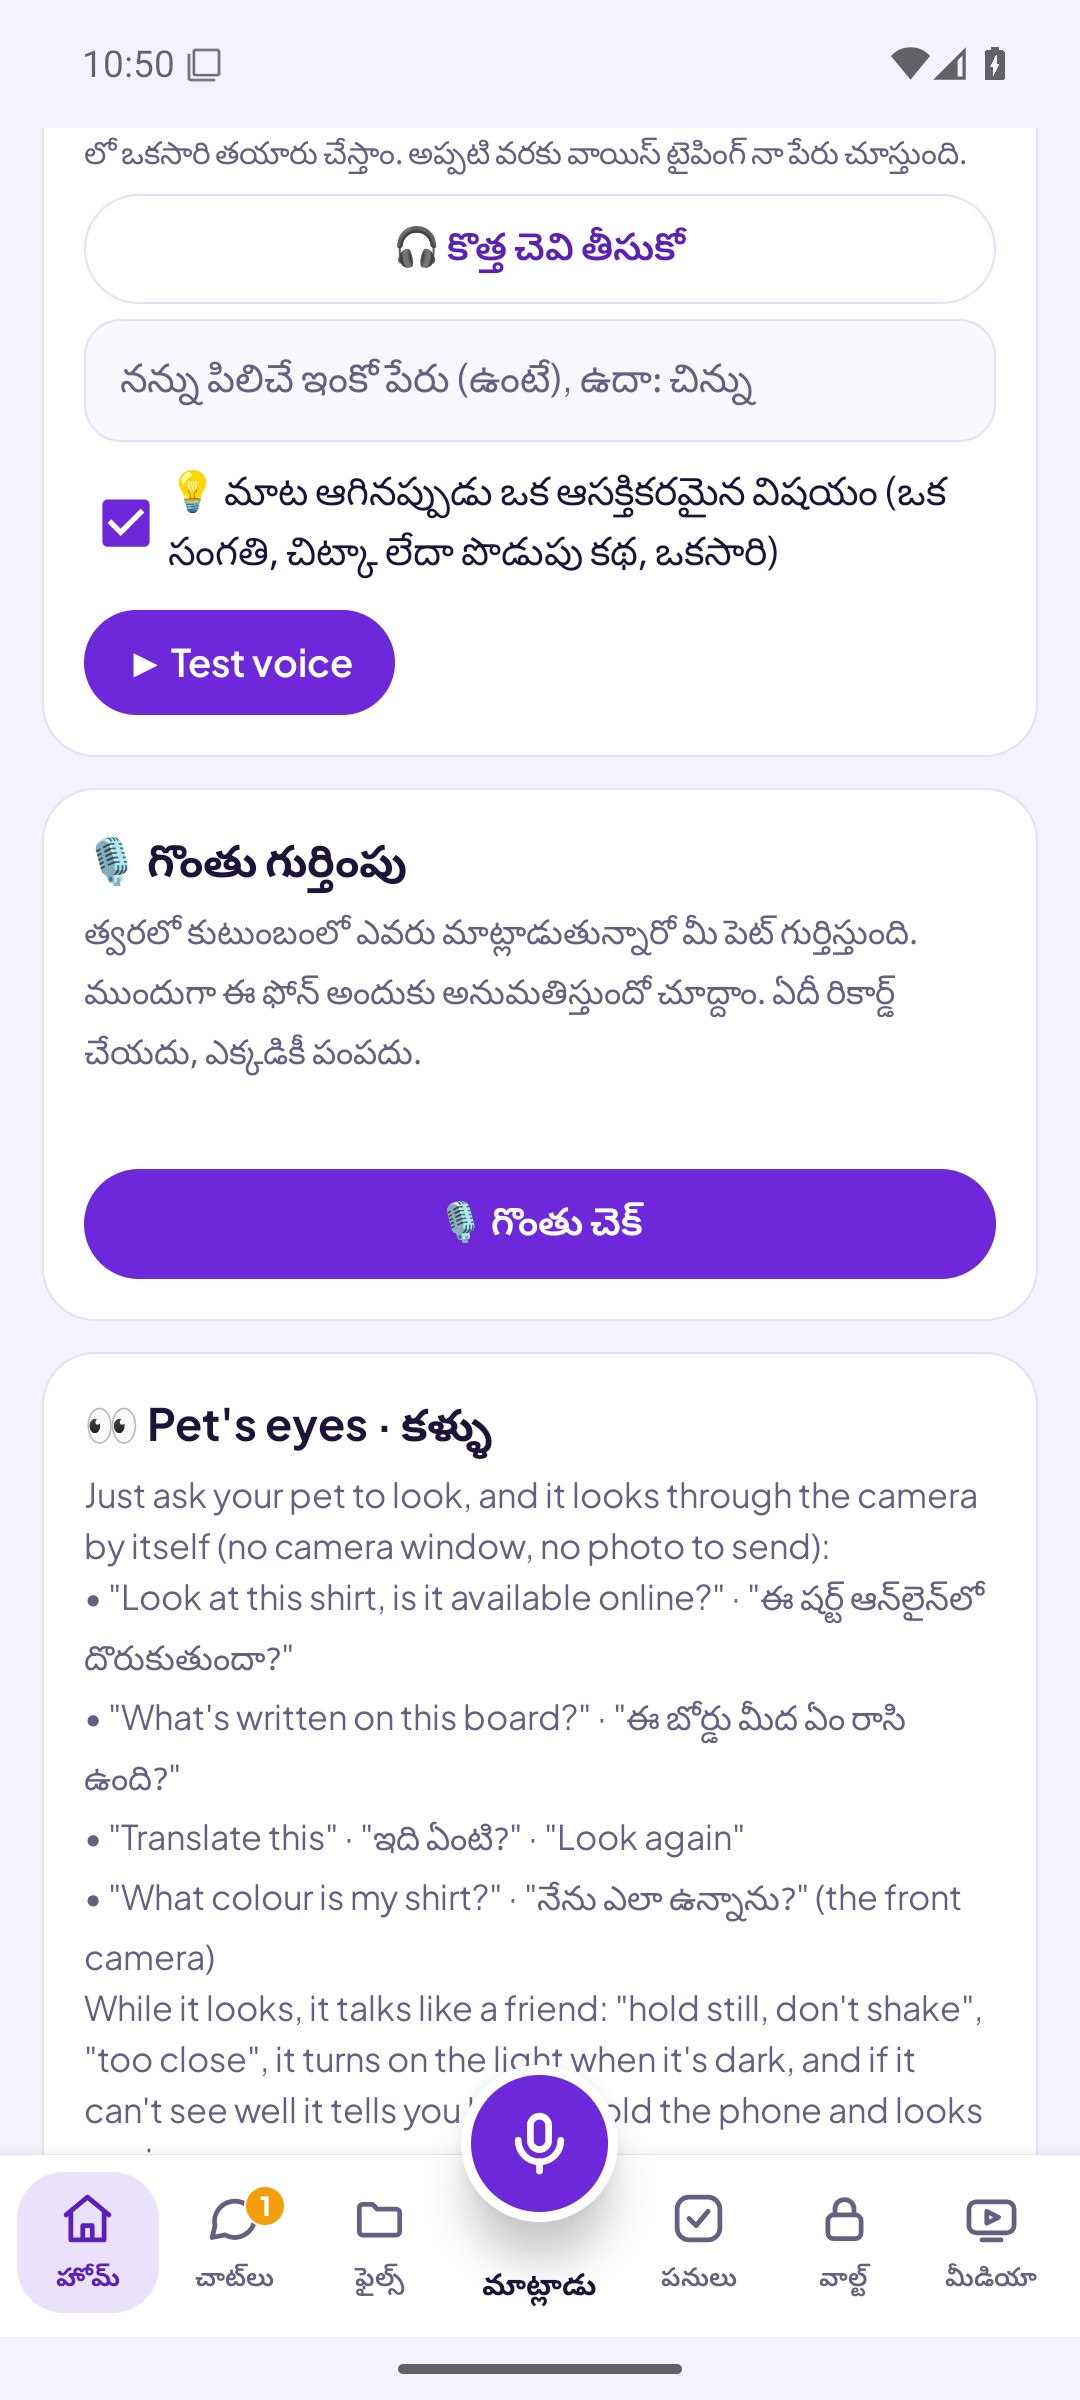 10:50
లో ఒకసారి తయారు చేస్తాం. అప్పటి వరకు వాయిస్ టైపింగ్ నా పేరు చూస్తుంది.
🎧 కొత్త చెవి తీసుకో
నన్ను పిలిచే ఇంకో పేరు (ఉంటే), ఉదా: చిన్ను
💡 మాట ఆగినప్పుడు ఒక ఆసక్తికరమైన విషయం (ఒక
సంగతి, చిట్కా లేదా పొడుపు కథ, ఒకసారి)
▶ Test voice
🎙️ గొంతు గుర్తింపు
త్వరలో కుటుంబంలో ఎవరు మాట్లాడుతున్నారో మీ పెట్ గుర్తిస్తుంది.
ముందుగా ఈ ఫోన్ అందుకు అనుమతిస్తుందో చూద్దాం. ఏదీ రికార్డ్
చేయదు, ఎక్కడికీ పంపదు.
🎙️ గొంతు చెక్
👀 Pet's eyes · కళ్ళు
Just ask your pet to look, and it looks through the camera
by itself (no camera window, no photo to send):
• "Look at this shirt, is it available online?" · "ఈ షర్ట్ ఆన్‌లైన్‌లో
దొరుకుతుందా?"
• "What's written on this board?" · "ఈ బోర్డు మీద ఏం రాసి
ఉంది?"
• "Translate this" · "ఇది ఏంటి?" · "Look again"
• "What colour is my shirt?" · "నేను ఎలా ఉన్నాను?" (the front
camera)
While it looks, it talks like a friend: "hold still, don't shake",
"too close", it turns on the light when it's dark, and if it
can't see well it tells you old the phone and looks
హోమ్
చాట్‌లు
1
ఫైల్స్
మాట్లాడు
పనులు
వాల్ట్
మీడియా